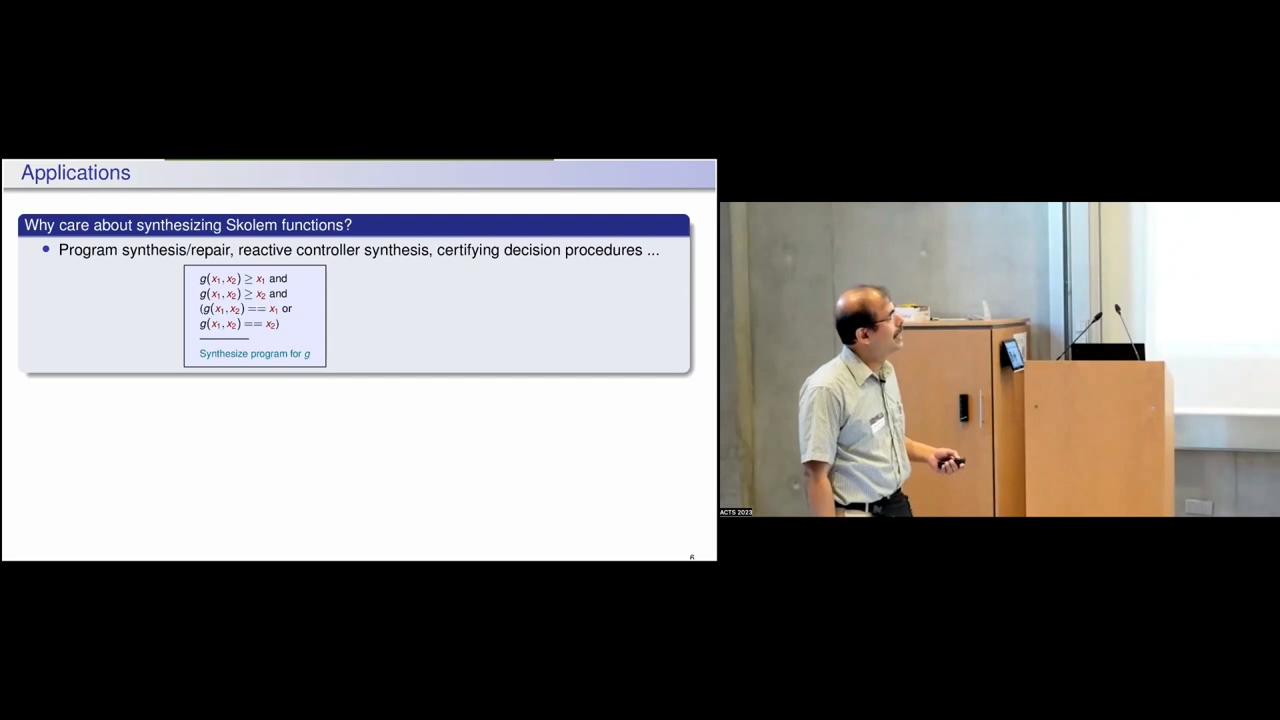 Applications
Why care about synthesizing Skolem functions?
• Program synthesis/repair, reactive controller synthesis, certifying decision procedures ...
g(x₁, x₂) ≥ x₁ and
g(x₁, x₂) ≥ x₂ and
(g(x₁, x₂) == x₁ or
g(x₁, x₂) == x₂)
Synthesize program for g
6
ACTS 2023